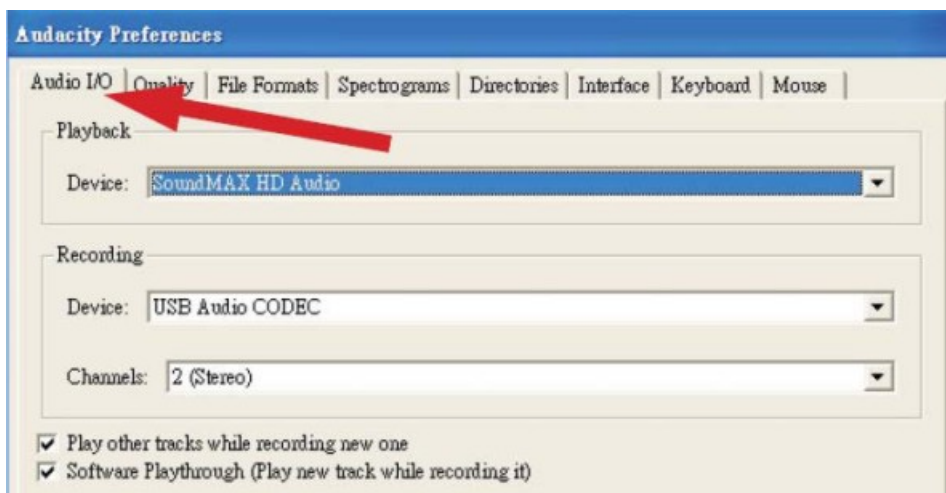 Audacity Preferences
Audio I/O Quality File Formats Spectrograms Directories Interface Keyboard Mouse
Playback
Device: SoundMAX HD Audio
Recording
Device: USB Audio CODEC
Channels: 2 (Stereo)
Play other tracks while recording new one
Software Playthrough (Play new track while recording it)